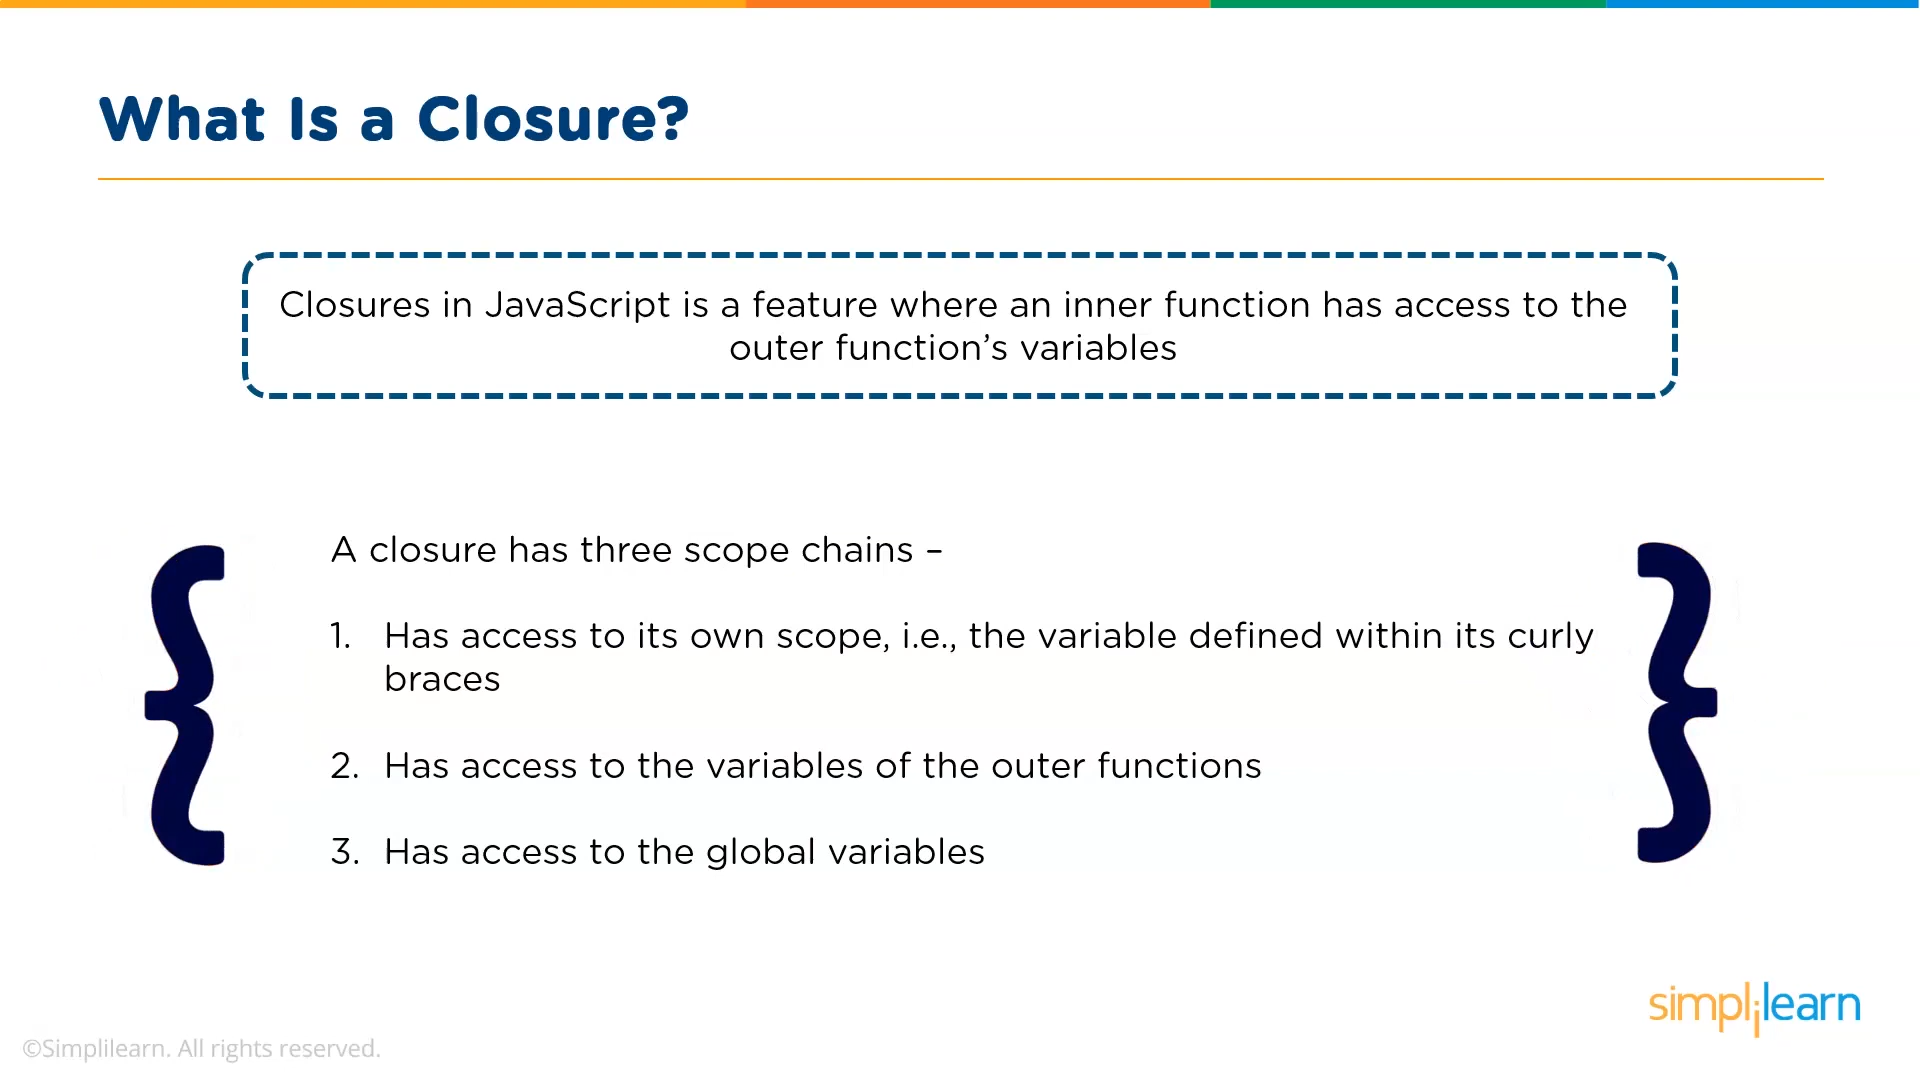 What Is a Closure?
Closures in JavaScript is a feature where an inner function has access to the
outer function’s variables
A closure has three scope chains –
1. Has access to its own scope, i.e., the variable defined within its curly
braces
2. Has access to the variables of the outer functions
3. Has access to the global variables
simplilearn
©Simplilearn. All rights reserved.